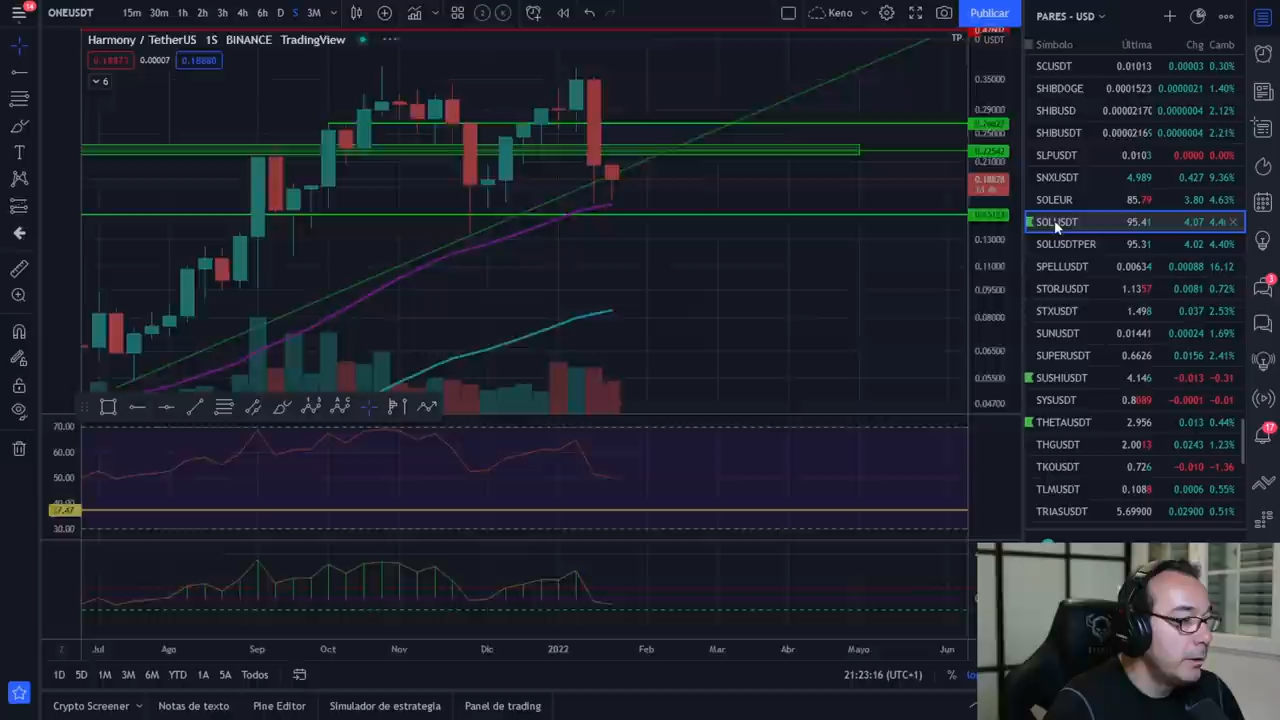 14
ONEUSDT
15m 30m 1h 2h 3h 4h 6h D S 3M
2
K
Keno
Publicar
PARES - USD
Harmony / TetherUS 1S BINANCE TradingView
TP
USDT
0.18873 0.00007 0.18880
6
Símbolo Última Chg Camb
SCUSDT 0.01013 0.00003 0.30%
SHIBDOGE 0.0001523 0.0000021 1.40%
SHIBUSD 0.0000217( 0.0000004 2.12%
SHIBUSDT 0.0000216 0.0000004 2.21%
SLPUSDT 0.0103 0.0000 0.00%
SNXUSDT 4.989 0.427 9.36%
SOLEUR 85.79 3.80 4.63%
SOLUSDT 95.41 4.07 4.4
SOLUSDTPER 95.31 4.02 4.40%
SPELLUSDT 0.00634 0.00088 16.12
STORJUSDT 1.1357 0.0081 0.72%
STXUSDT 1.498 0.037 2.53%
SUNUSDT 0.01441 0.00024 1.69%
SUPERUSDT 0.6626 0.0156 2.41%
SUSHIUSDT 4.146 -0.013 -0.31
SYSUSDT 0.8089 -0.0001 -0.01
THETAUSDT 2.956 0.013 0.44%
THGUSDT 2.0013 0.0243 1.23%
TKOUSDT 0.726 -0.010 -1.36
TLMUSDT 0.1088 0.0006 0.55%
TRIASUSDT 5.69900 0.02900 0.51%
0.35000
0.29000
0.22542
0.21000
0.18878
0.13000
0.11000
0.09500
0.08000
0.06500
0.05500
0.04700
70.00
60.00
50.00
30.00
3
17
Jul Ago Sep Oct Nov Dic 2022 Feb Mar Abr Mayo Jun
1D 5D 1M 3M 6M YTD 1A 5A Todos
21:23:16 (UTC+1) %
Crypto Screener Notas de texto Pine Editor Simulador de estrategia Panel de trading